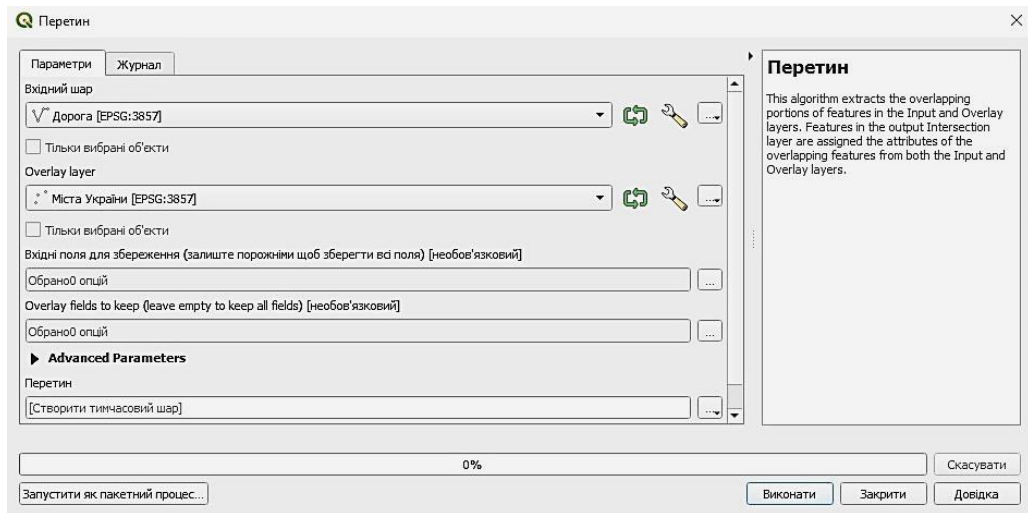 Перетин
Параметри
Журнал
Вхідний шар
Дорога [EPSG:3857]
...
Тільки вибрані об'єкти
Overlay layer
Міста України [EPSG:3857]
...
Тільки вибрані об'єкти
Вхідні поля для збереження (залиште порожніми щоб зберегти всі поля) [необов'язковий]
Обрано0 опцій
...
Overlay fields to keep (leave empty to keep all fields) [необов'язковий]
Обрано0 опцій
...
Advanced Parameters
Перетин
[Створити тимчасовий шар]
...
Перетин
This algorithm extracts the overlapping
portions of features in the Input and Overlay
layers. Features in the output Intersection
layer are assigned the attributes of the
overlapping features from both the Input and
Overlay layers.
0%
Скасувати
Запустити як пакетний процес...
Виконати
Закрити
Довідка